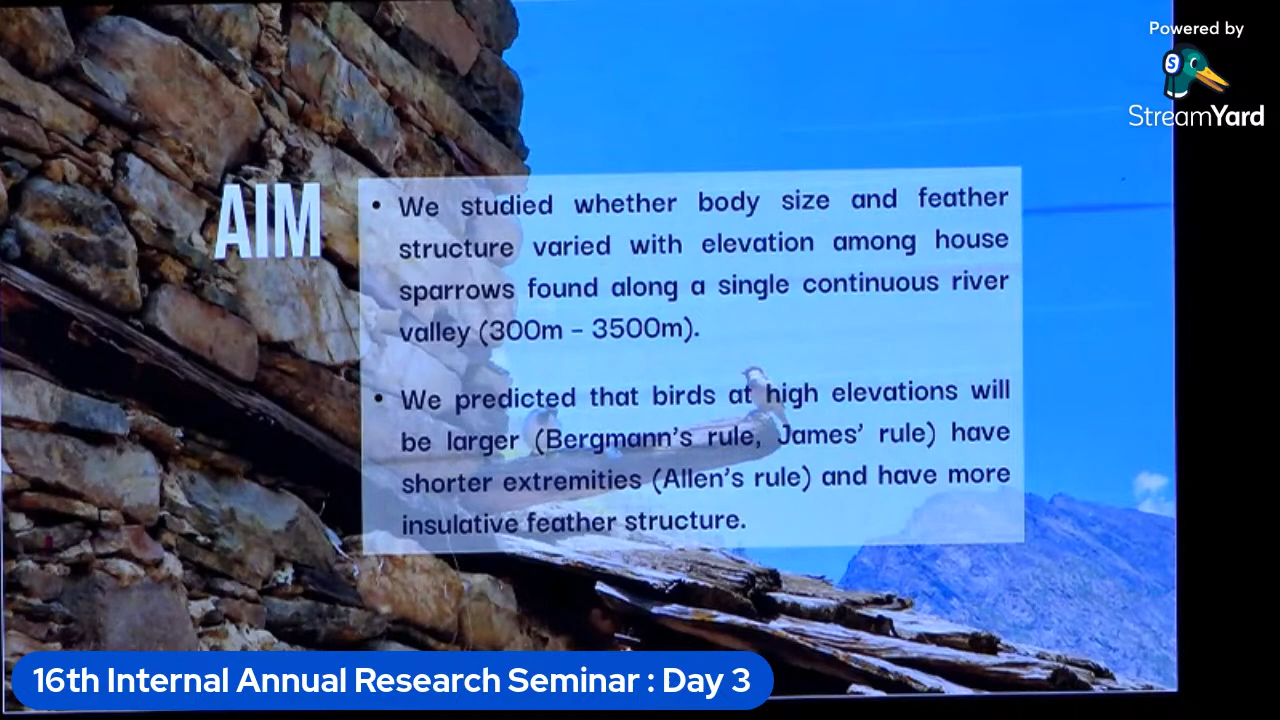 Powered by
StreamYard
AIM
• We studied whether body size and feather
structure varied with elevation among house
sparrows found along a single continuous river
valley (300m – 3500m).
• We predicted that birds at high elevations will
be larger (Bergmann's rule, James' rule) have
shorter extremities (Allen's rule) and have more
insulative feather structure.
16th Internal Annual Research Seminar : Day 3